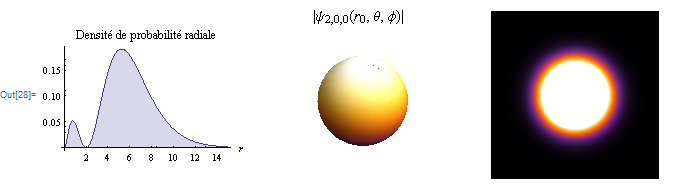 |ψ2,0,0(r0, θ, ϕ)|
Densité de probabilité radiale
0.15
Out[28]=
0.10
0.05
2 4 6 8 10 12 14 r